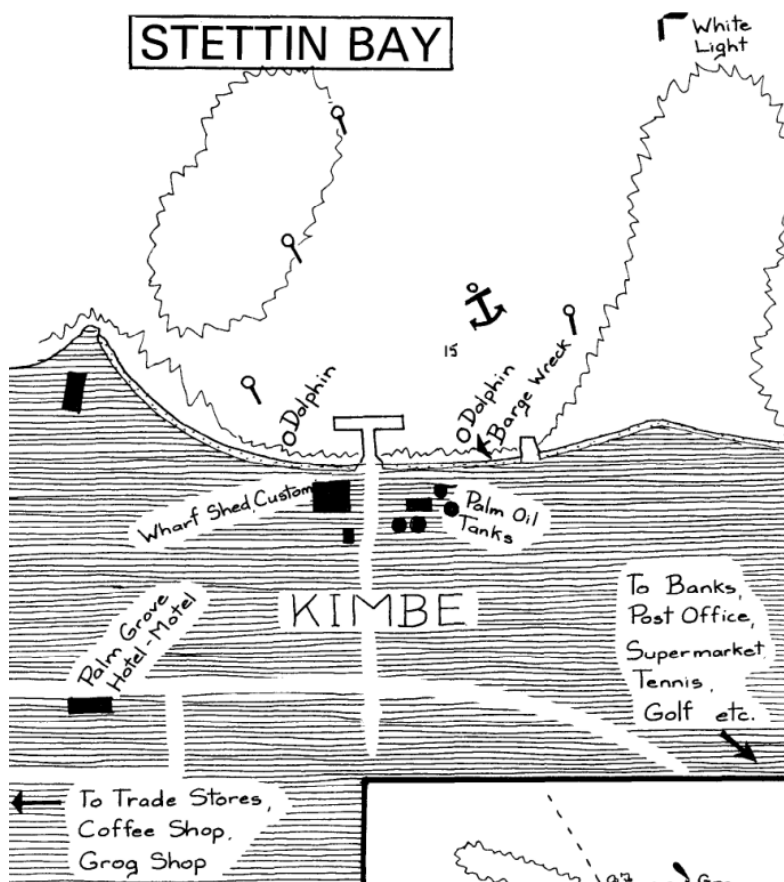 STETTIN BAY
White
Light
15
Dolphin
Dolphin
Barge Wreck
Wharf Shed, Custom
Palm Oil
Tanks
KIMBE
Palm Grove
Hotel-Motel
To Banks,
Post Office,
Supermarket,
Tennis,
Golf etc.
To Trade Stores,
Coffee Shop,
Grog Shop